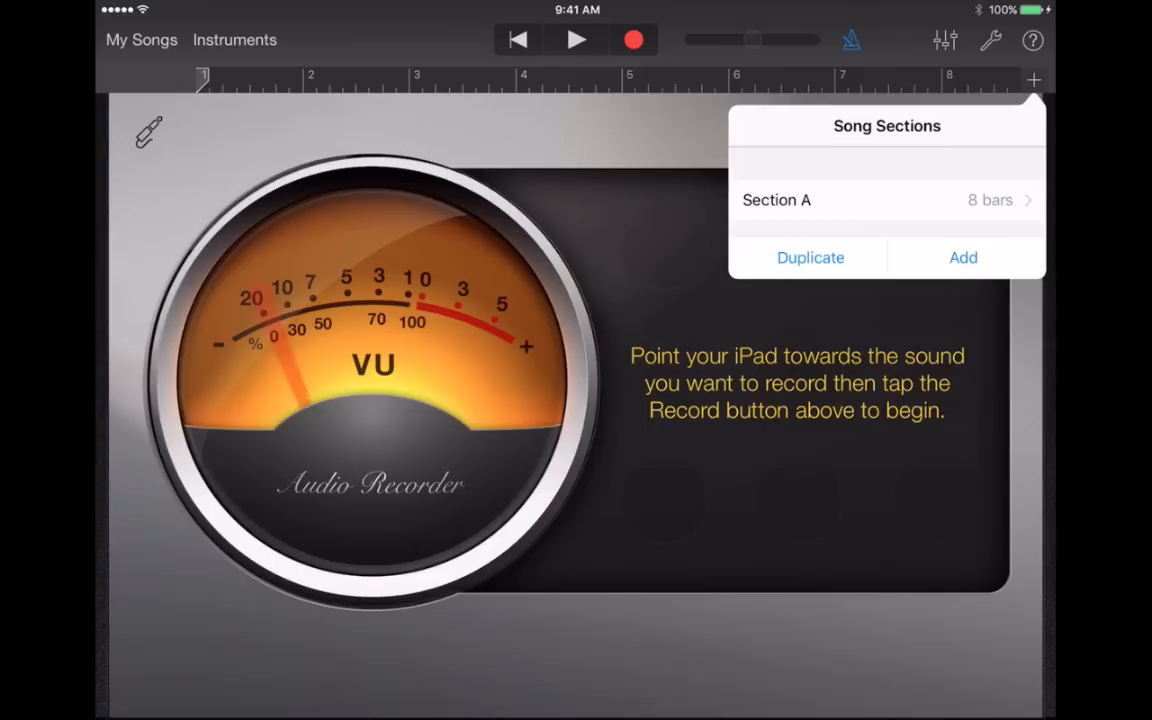 9:41 AM
100%
My Songs Instruments
1 2 3 4 5 6 7 8
Song Sections
Section A 8 bars
Duplicate Add
20 10 7 5 3 1 0 3 5
- % 0 30 50 70 100 +
VU
Audio Recorder
Point your iPad towards the sound
you want to record then tap the
Record button above to begin.